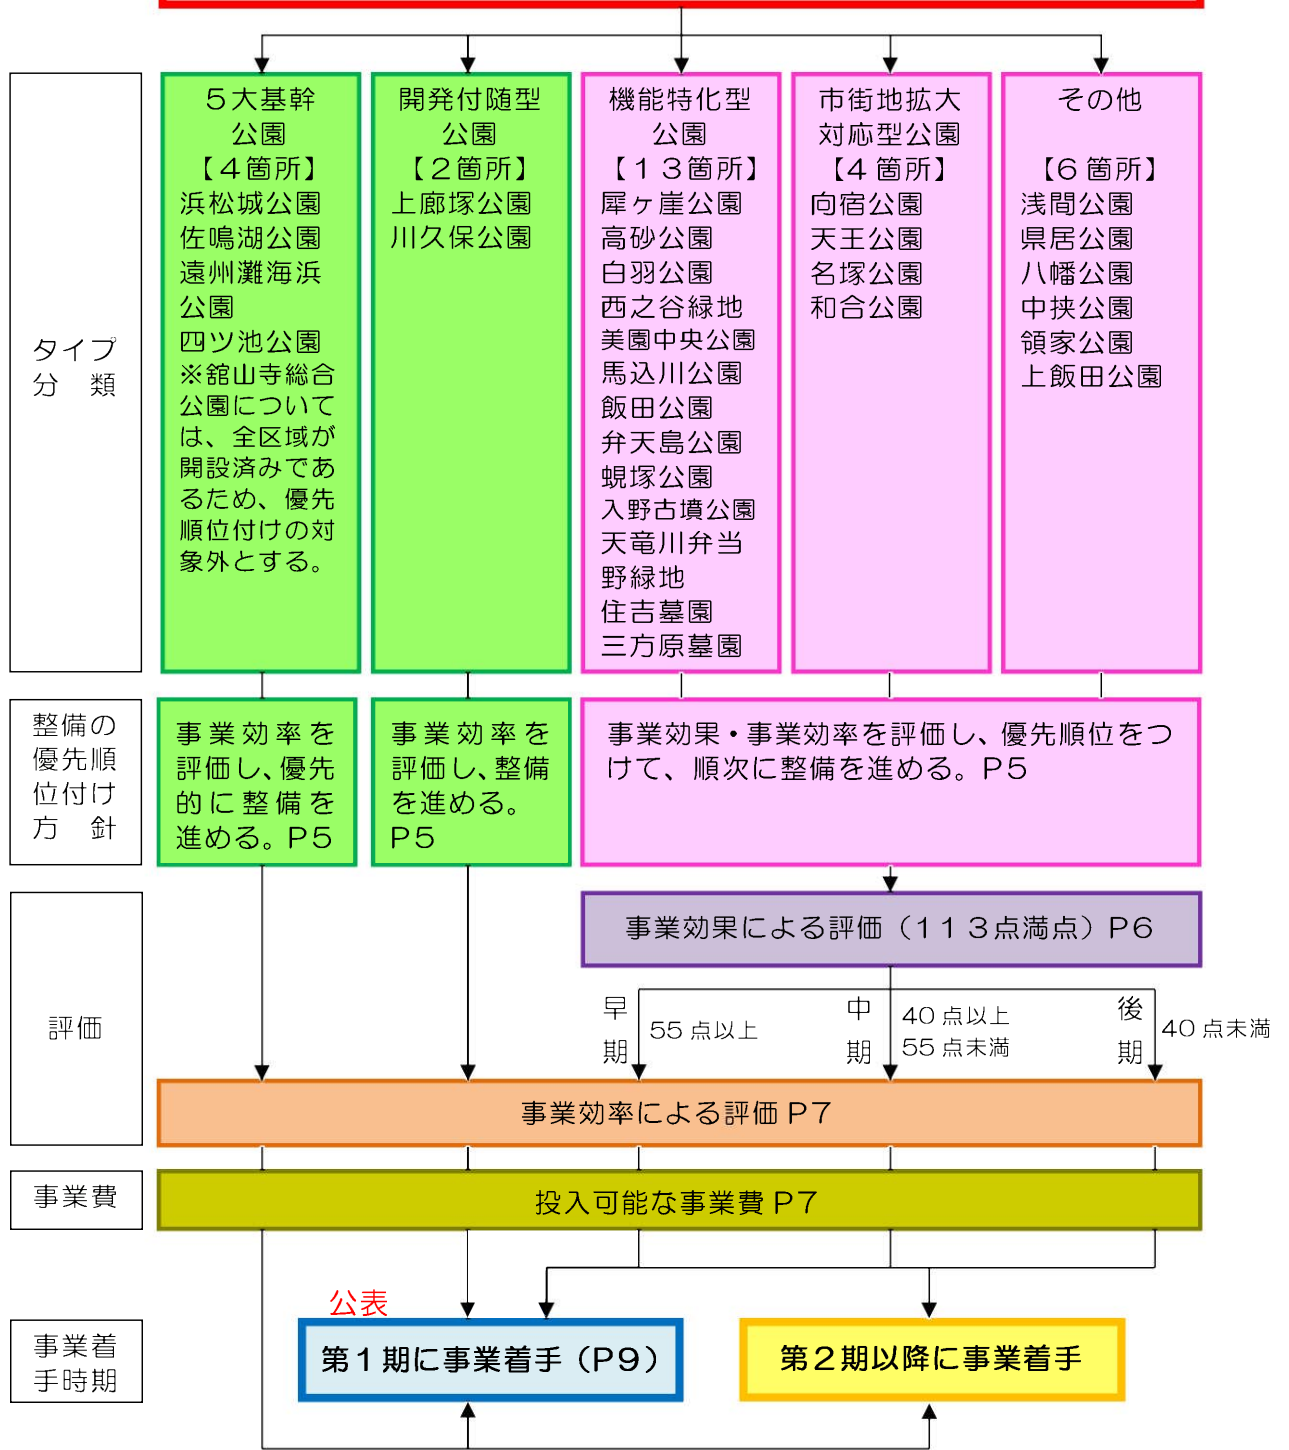 タイプ
分　類
５大基幹
公園
【４箇所】
浜松城公園
佐鳴湖公園
遠州灘海浜
公園
四ツ池公園
※舘山寺総合
公園について
は、全区域が
開設済みであ
るため、優先
順位付けの対
象外とする。
開発付随型
公園
【２箇所】
上廊塚公園
川久保公園
機能特化型
公園
【１３箇所】
犀ヶ崖公園
高砂公園
白羽公園
西之谷緑地
美園中央公園
馬込川公園
飯田公園
弁天島公園
蜆塚公園
入野古墳公園
天竜川弁当
野緑地
住吉墓園
三方原墓園
市街地拡大
対応型公園
【４箇所】
向宿公園
天王公園
名塚公園
和合公園
その他
【６箇所】
浅間公園
県居公園
八幡公園
中挟公園
領家公園
上飯田公園
整備の
優先順
位付け
方　針
事業効率を
評価し、優先
的に整備を
進める。Ｐ５
事業効率を
評価し、整備
を進める。
Ｐ５
事業効果・事業効率を評価し、優先順位をつ
けて、順次に整備を進める。Ｐ５
評価
事業効果による評価（１１３点満点）Ｐ６
早
期
55 点以上
中
期
40 点以上
55 点未満
後
期
40 点未満
事業効率による評価 Ｐ７
事業費
投入可能な事業費 Ｐ７
公表
事業着
手時期
第１期に事業着手（Ｐ９）
第２期以降に事業着手